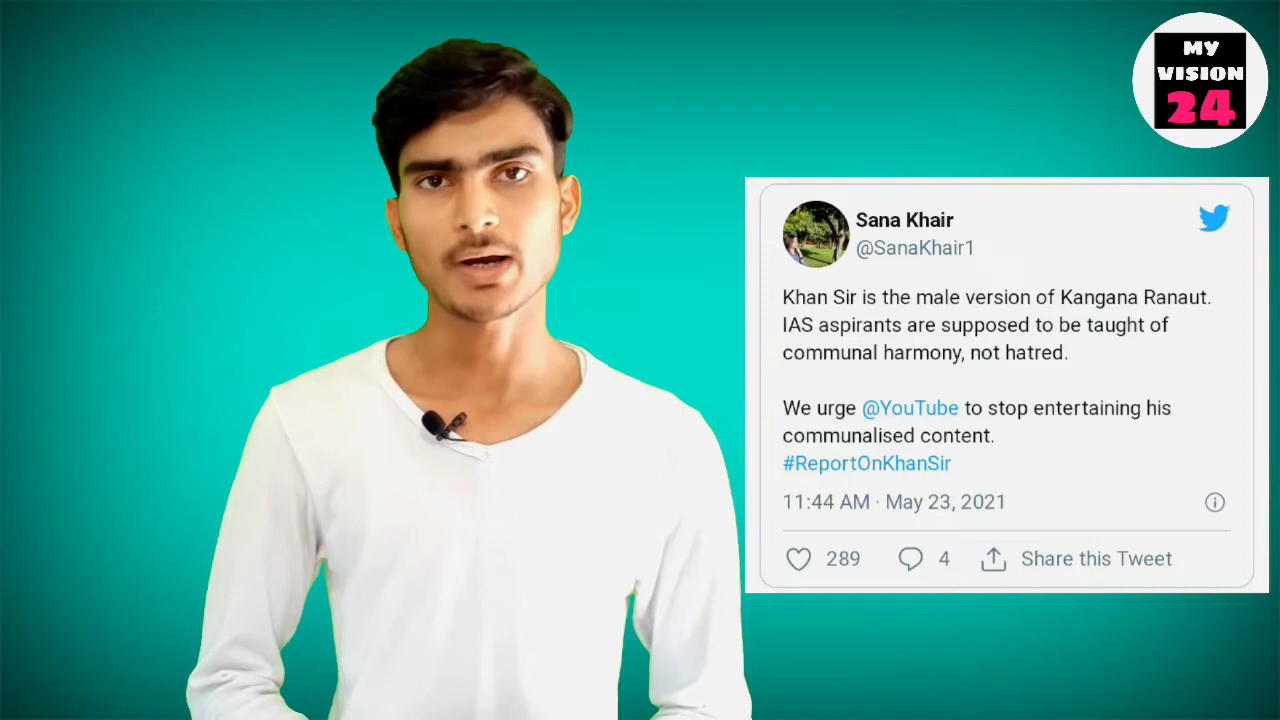 MY
VISION
24
Sana Khair
@SanaKhair1
Khan Sir is the male version of Kangana Ranaut.
IAS aspirants are supposed to be taught of
communal harmony, not hatred.
We urge @YouTube to stop entertaining his
communalised content.
#ReportOnKhanSir
11:44 AM · May 23, 2021
289 4 Share this Tweet